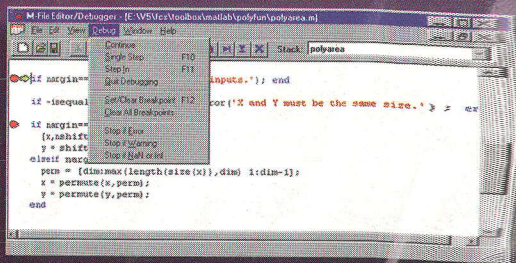 M-File Editor/Debugger - [E:\V5\fcs\toolbox\matlab\polyfun\polyarea.m]
File Edit View Debug Window Help
Stack: polyarea
Continue
Single Step F10
Step In F11
Quit Debugging
Set/Clear Breakpoint F12
Clear All Breakpoints
Stop if Error
Stop if Warning
Stop if NaN or Inf
if nargin== inputs.'); end
if ~isequal ror('X and Y must be the same size.' ) ;
if nargin==
[x,nshift
y = shift
elseif narg
perm = [dim:max(length(size(x)),dim) 1:dim-1];
x = permute(x,perm);
y = permute(y,perm);
end